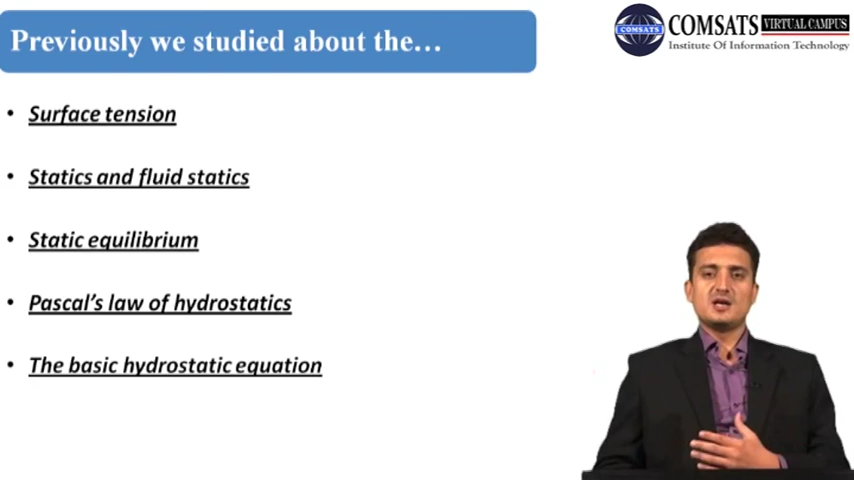 Previously we studied about the…
COMSATS VIRTUAL CAMPUS
Institute Of Information Technology
COMSATS
• Surface tension
• Statics and fluid statics
• Static equilibrium
• Pascal's law of hydrostatics
• The basic hydrostatic equation